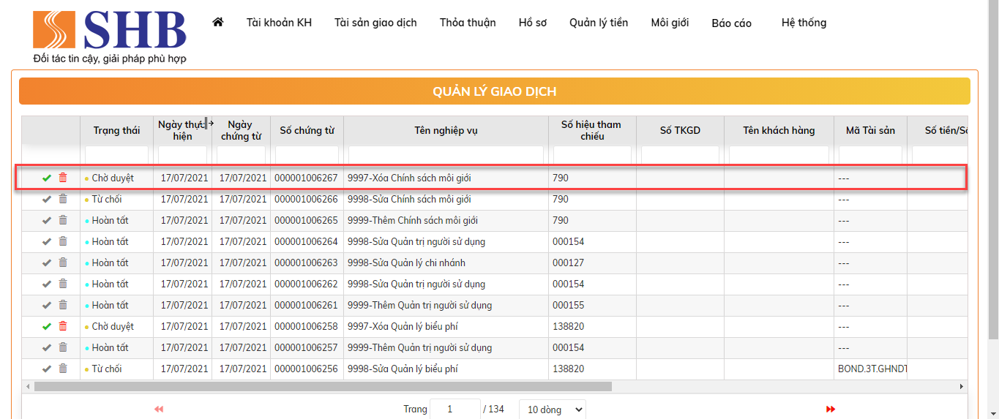 SHB
Đối tác tin cậy, giải pháp phù hợp
Tài khoản KH Tài sản giao dịch Thỏa thuận Hồ sơ Quản lý tiền Môi giới Báo cáo Hệ thống
QUẢN LÝ GIAO DỊCH
Trạng thái Ngày thực hiện Ngày chứng từ Số chứng từ Tên nghiệp vụ Số hiệu tham chiếu Số TKGD Tên khách hàng Mã Tài sản Số tiền/Số
Chờ duyệt 17/07/2021 17/07/2021 000001006267 9997-Xóa Chính sách môi giới 790 ---
Từ chối 17/07/2021 17/07/2021 000001006266 9998-Sửa Chính sách môi giới 790 ---
Hoàn tất 17/07/2021 17/07/2021 000001006265 9999-Thêm Chính sách môi giới 790 ---
Hoàn tất 17/07/2021 17/07/2021 000001006264 9998-Sửa Quản trị người sử dụng 000154 ---
Hoàn tất 17/07/2021 17/07/2021 000001006263 9998-Sửa Quản lý chi nhánh 000127 ---
Hoàn tất 17/07/2021 17/07/2021 000001006262 9998-Sửa Quản trị người sử dụng 000154 ---
Hoàn tất 17/07/2021 17/07/2021 000001006261 9999-Thêm Quản trị người sử dụng 000155 ---
Chờ duyệt 17/07/2021 17/07/2021 000001006258 9997-Xóa Quản lý biểu phí 138820 ---
Hoàn tất 17/07/2021 17/07/2021 000001006257 9999-Thêm Quản trị người sử dụng 000154 ---
Từ chối 17/07/2021 17/07/2021 000001006256 9998-Sửa Quản lý biểu phí 138820 BOND.3T.GHNDT
Trang 1 / 134 10 dòng